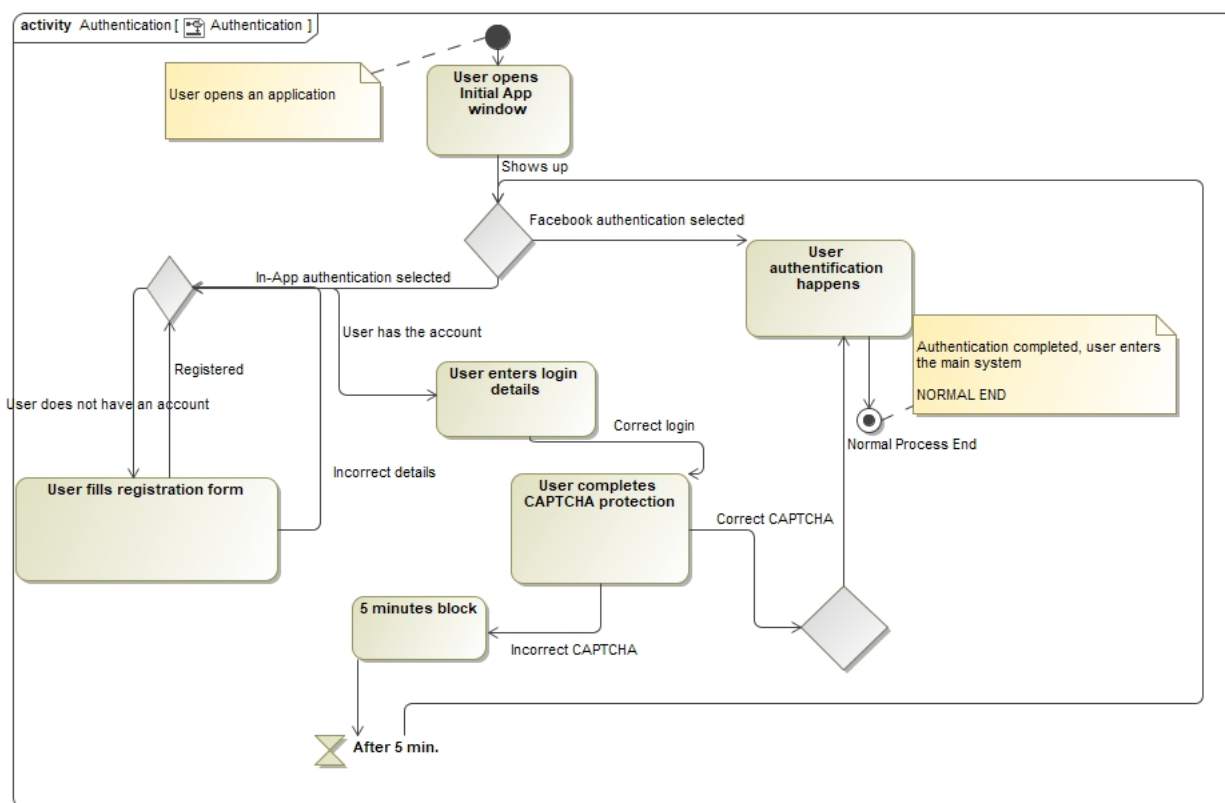 activity Authentication [ Authentication ]
User opens an application
User opens
Initial App
window
Shows up
Facebook authentication selected
User
authentification
happens
In-App authentication selected
User has the account
Authentication completed, user enters
the main system
NORMAL END
Registered
User enters login
details
User does not have an account
Correct login
Normal Process End
Incorrect details
User fills registration form
User completes
CAPTCHA protection
Correct CAPTCHA
5 minutes block
Incorrect CAPTCHA
After 5 min.